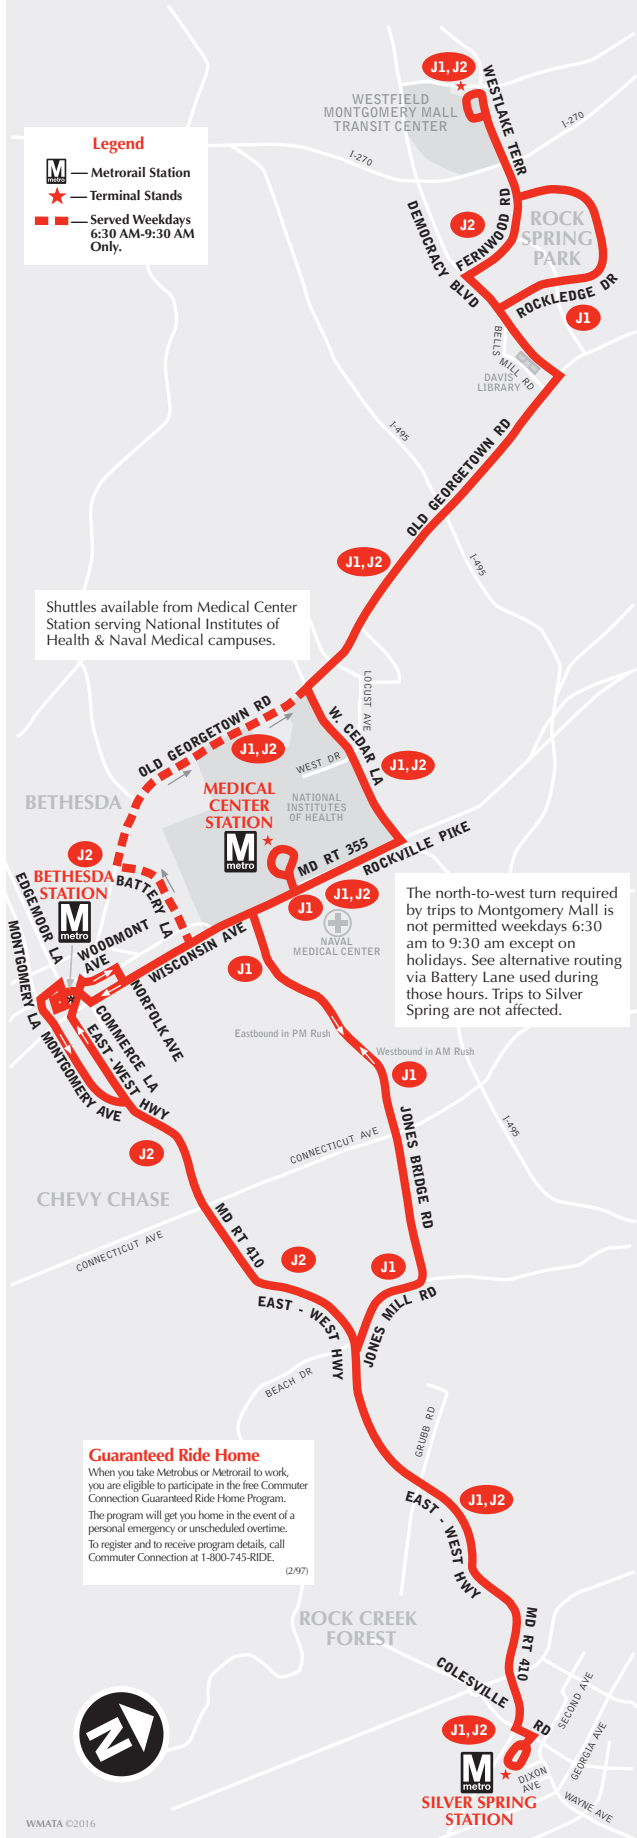 J1, J2
WESTLAKE TERR
WESTFIELD
MONTGOMERY MALL
TRANSIT CENTER
I-270
I-270
Legend
M
metro
— Metrorail Station
— Terminal Stands
— Served Weekdays
6:30 AM-9:30 AM
Only.
DEMOCRACY BLVD
J2
FERNWOOD RD
ROCK
SPRING
PARK
ROCKLEDGE DR
J1
BELLS MILL RD
DAVIS
LIBRARY
I-495
OLD GEORGETOWN RD
J1, J2
I-495
Shuttles available from Medical Center
Station serving National Institutes of
Health & Naval Medical campuses.
LOCUST AVE
OLD GEORGETOWN RD
W. CEDAR LA
J1, J2
WEST DR
J1, J2
BETHESDA
MEDICAL
CENTER
STATION
M
metro
NATIONAL
INSTITUTES
OF HEALTH
MD RT 355
ROCKVILLE PIKE
J2
BETHESDA
STATION
M
metro
BATTERY LA
EDGEMOOR LA
J1
J1, J2
NAVAL
MEDICAL CENTER
The north-to-west turn required
by trips to Montgomery Mall is
not permitted weekdays 6:30
am to 9:30 am except on
holidays. See alternative routing
via Battery Lane used during
those hours. Trips to Silver
Spring are not affected.
MONTGOMERY LA
WOODMONT
AVE
WISCONSIN AVE
J1
NORFOLK AVE
COMMERCE LA
EAST-WEST HWY
MONTGOMERY AVE
Eastbound in PM Rush
Westbound in AM Rush
J1
J2
CONNECTICUT AVE
JONES BRIDGE RD
I-495
CHEVY CHASE
MD RT 410
CONNECTICUT AVE
J2
J1
EAST - WEST HWY
JONES MILL RD
BEACH DR
GRUBB RD
Guaranteed Ride Home
When you take Metrobus or Metrorail to work,
you are eligible to participate in the free Commuter
Connection Guaranteed Ride Home Program.
The program will get you home in the event of a
personal emergency or unscheduled overtime.
To register and to receive program details, call
Commuter Connection at 1-800-745-RIDE.
(2/97)
J1, J2
EAST - WEST HWY
ROCK CREEK
FOREST
MD RT 410
COLESVILLE RD
SECOND AVE
GEORGIA AVE
N
J1, J2
M
metro
DIXON
AVE
WAYNE AVE
SILVER SPRING
STATION
WMATA ©2016